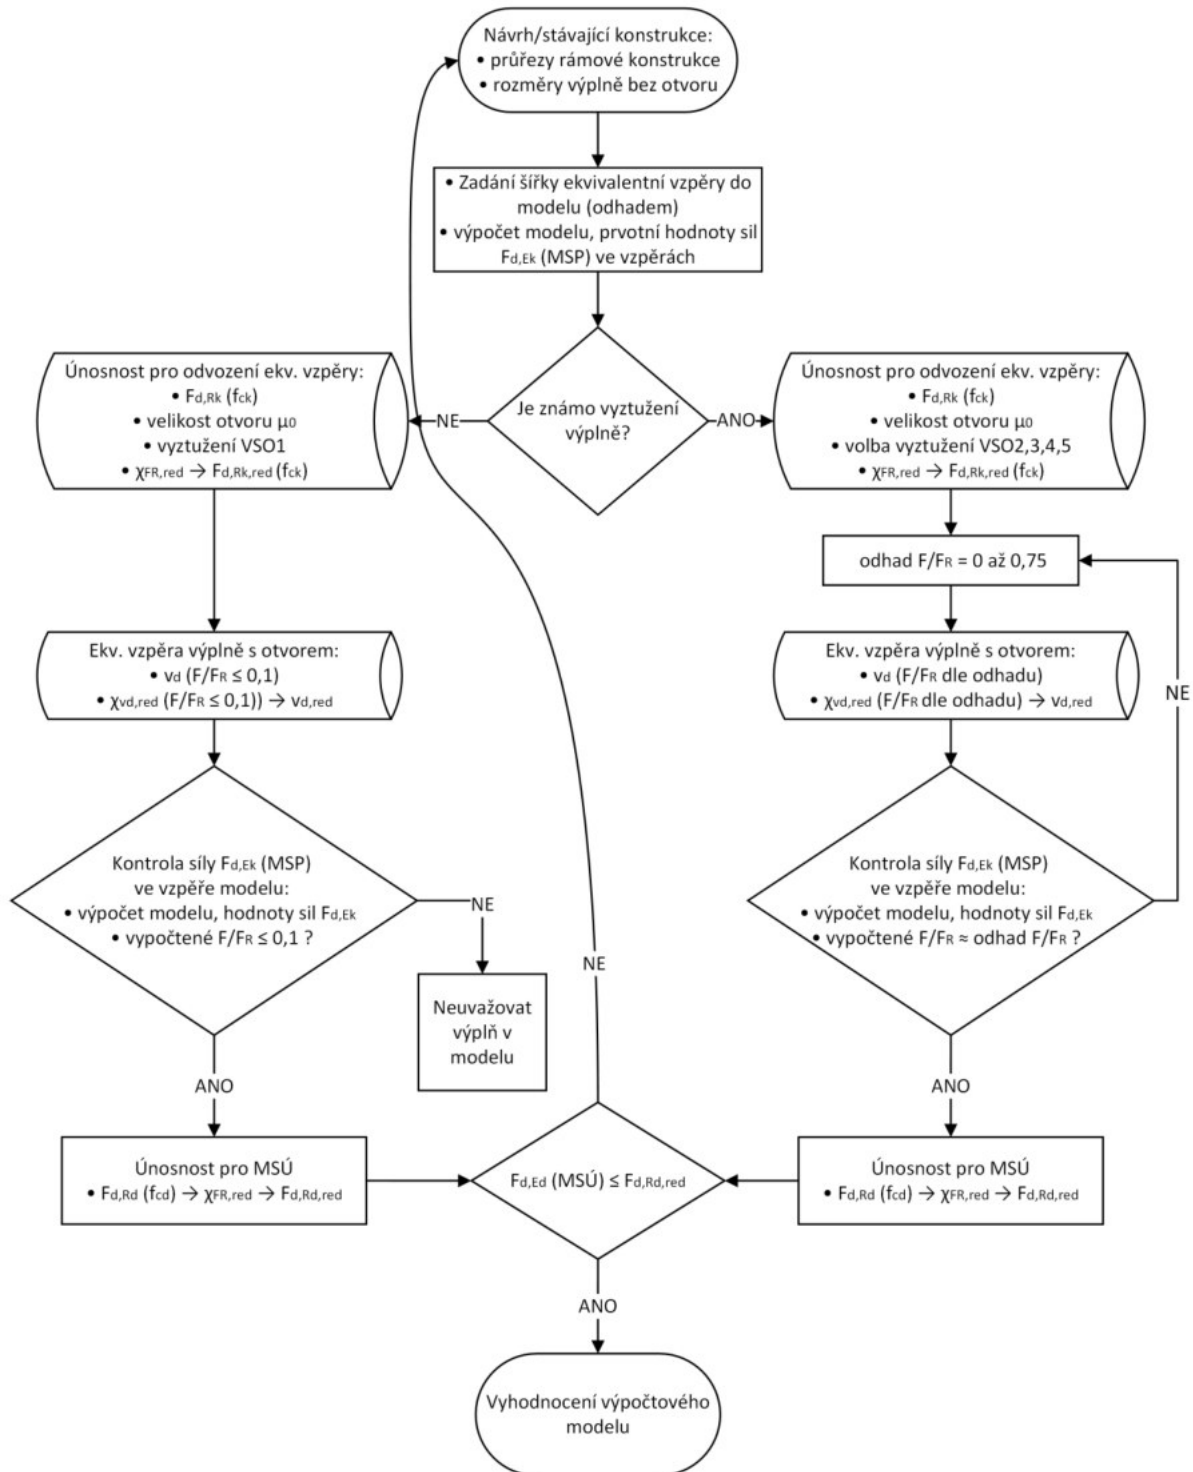 Návrh/stávající konstrukce:
• průřezy rámové konstrukce
• rozměry výplně bez otvoru
• Zadání šířky ekvivalentní vzpěry do
modelu (odhadem)
• výpočet modelu, prvotní hodnoty sil
Fd,Ek (MSP) ve vzpěrách
Je známo vyztužení
výplně?
NE
ANO
Únosnost pro odvození ekv. vzpěry:
• Fd,Rk (fck)
• velikost otvoru μ0
• vyztužení VSO1
• χFR,red → Fd,Rk,red (fck)
Ekv. vzpěra výplně s otvorem:
• vd (F/FR ≤ 0,1)
• χvd,red (F/FR ≤ 0,1)) → vd,red
Kontrola síly Fd,Ek (MSP)
ve vzpěře modelu:
• výpočet modelu, hodnoty sil Fd,Ek
• vypočtené F/FR ≤ 0,1 ?
NE
Neuvažovat
výplň v
modelu
ANO
Únosnost pro MSÚ
• Fd,Rd (fcd) → χFR,red → Fd,Rd,red
Únosnost pro odvození ekv. vzpěry:
• Fd,Rk (fck)
• velikost otvoru μ0
• volba vyztužení VSO2,3,4,5
• χFR,red → Fd,Rk,red (fck)
odhad F/FR = 0 až 0,75
Ekv. vzpěra výplně s otvorem:
• vd (F/FR dle odhadu)
• χvd,red (F/FR dle odhadu) → vd,red
NE
Kontrola síly Fd,Ek (MSP)
ve vzpěře modelu:
• výpočet modelu, hodnoty sil Fd,Ek
• vypočtené F/FR ≈ odhad F/FR ?
ANO
Únosnost pro MSÚ
• Fd,Rd (fcd) → χFR,red → Fd,Rd,red
NE
Fd,Ed (MSÚ) ≤ Fd,Rd,red
ANO
Vyhodnocení výpočtového
modelu